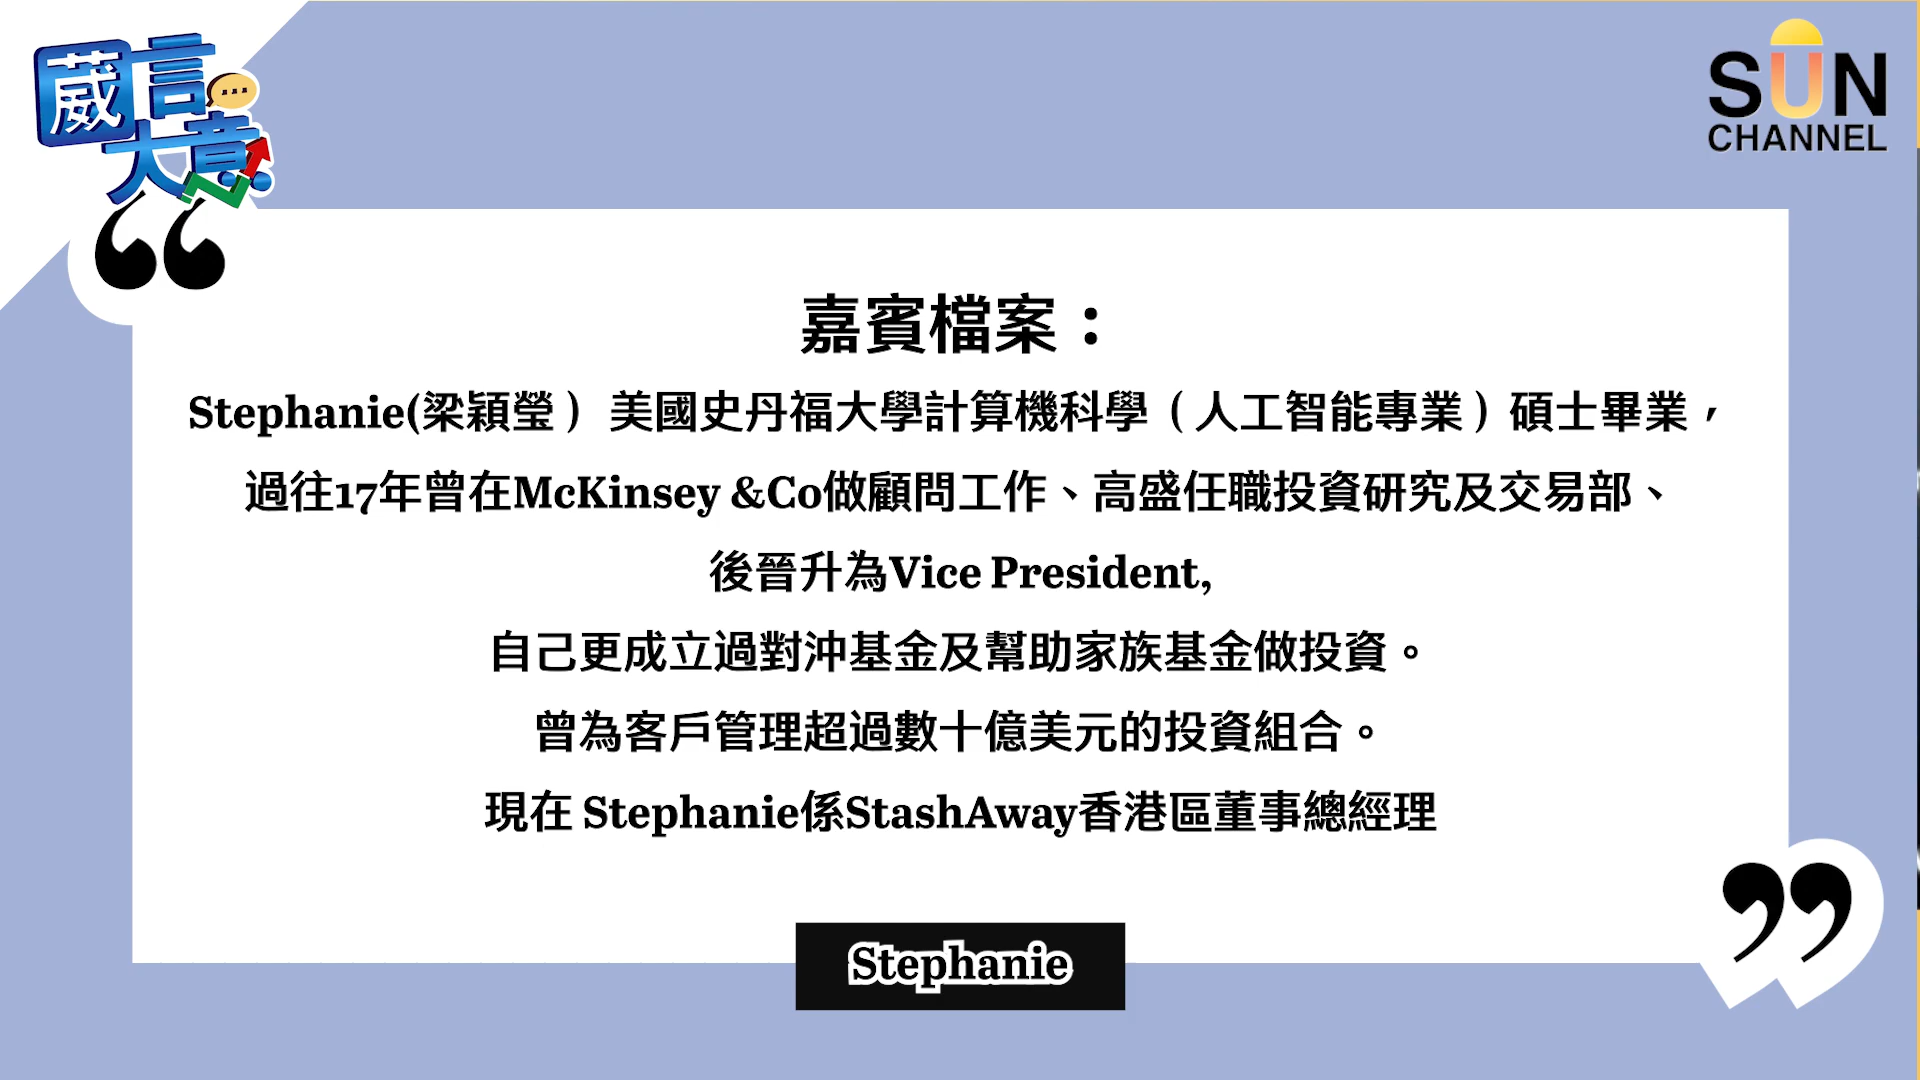 葳信大意
SUN
CHANNEL
嘉賓檔案：
Stephanie(梁穎瑩） 美國史丹福大學計算機科學（人工智能專業）碩士畢業，
過往17年曾在McKinsey &Co做顧問工作、高盛任職投資研究及交易部、
後晉升為Vice President,
自己更成立過對沖基金及幫助家族基金做投資。
曾為客戶管理超過數十億美元的投資組合。
現在 Stephanie係StashAway香港區董事總經理
Stephanie